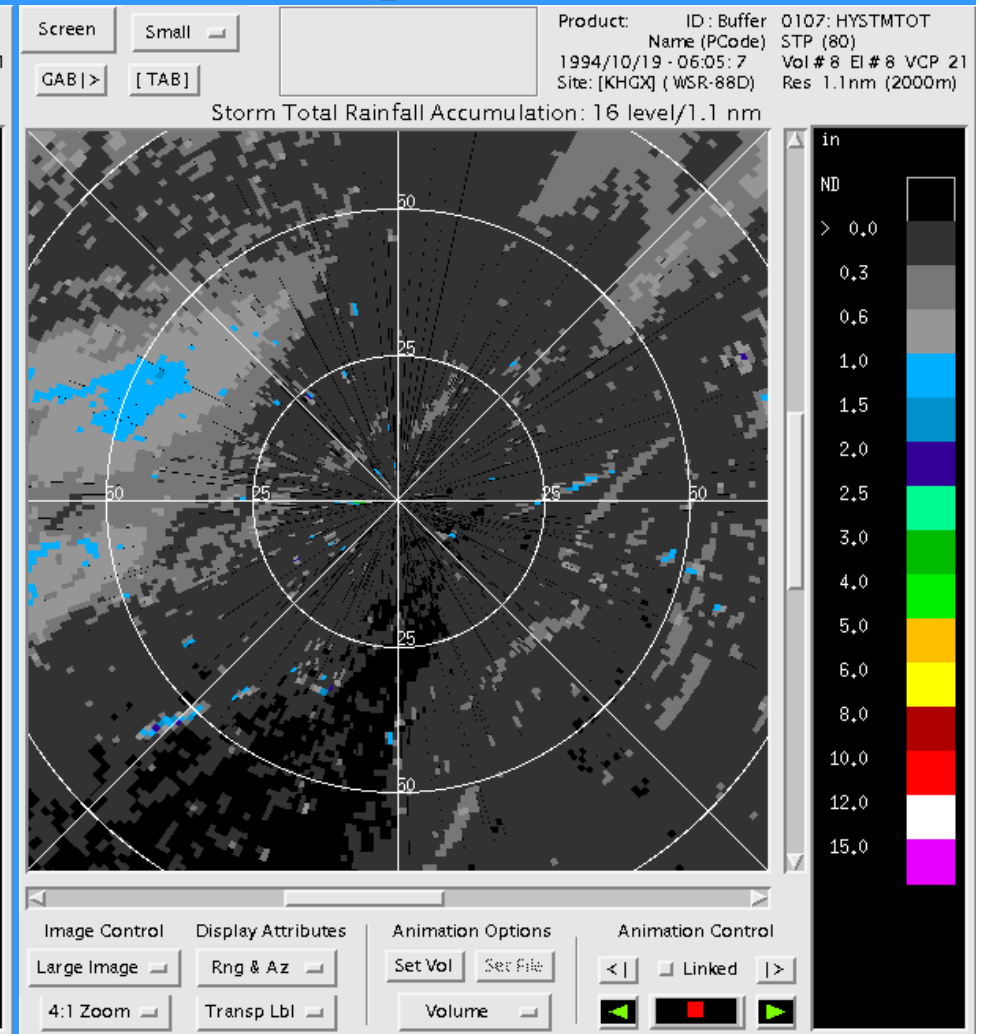 Screen
Small
GAB|>
[TAB]
Product: ID: Buffer 0107: HYSTMTOT
Name (PCode) STP (80)
1994/10/19 - 06:05: 7 Vol # 8 El # 8 VCP 21
Site: [KHGX] ( WSR-88D) Res 1.1nm (2000m)
Storm Total Rainfall Accumulation: 16 level/1.1 nm
in
ND
> 0.0
0.3
0.6
1.0
1.5
2.0
2.5
3.0
4.0
5.0
6.0
8.0
10.0
12.0
15.0
50
25
50
25
25
50
25
50
Image Control
Display Attributes
Animation Options
Animation Control
Large Image
Rng & Az
Set Vol
Set File
<|
Linked
|>
4:1 Zoom
Transp Lbl
Volume